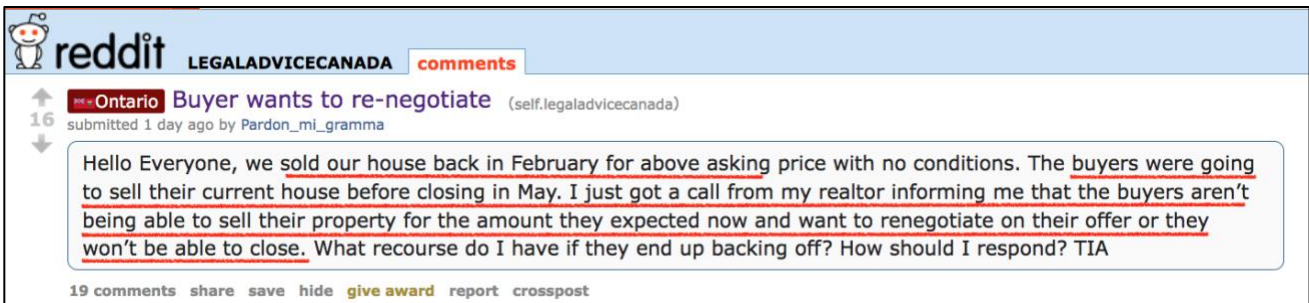 reddit LEGALADVICECANADA comments
Ontario Buyer wants to re-negotiate (self.legaladvicecanada)
16 submitted 1 day ago by Pardon_mi_gramma
Hello Everyone, we sold our house back in February for above asking price with no conditions. The buyers were going
to sell their current house before closing in May. I just got a call from my realtor informing me that the buyers aren't
being able to sell their property for the amount they expected now and want to renegotiate on their offer or they
won't be able to close. What recourse do I have if they end up backing off? How should I respond? TIA
19 comments share save hide give award report crosspost